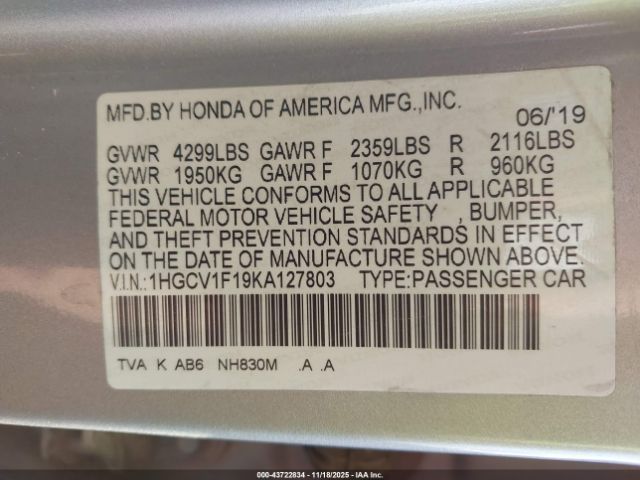 MFD.BY HONDA OF AMERICA MFG.,INC. 06/'19
GVWR 4299LBS GAWR F 2359LBS R 2116LBS
GVWR 1950KG GAWR F 1070KG R 960KG
THIS VEHICLE CONFORMS TO ALL APPLICABLE
FEDERAL MOTOR VEHICLE SAFETY , BUMPER,
AND THEFT PREVENTION STANDARDS IN EFFECT
ON THE DATE OF MANUFACTURE SHOWN ABOVE.
V.I.N.:1HGCV1F19KA127803 TYPE:PASSENGER CAR
TVA K AB6 NH830M .A .A
000-43722834 | 11/18/2025 | IAA Inc.